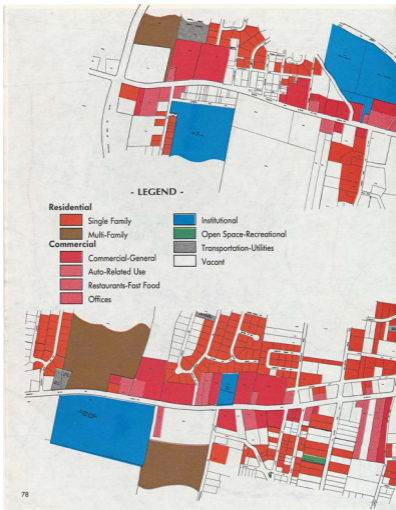 - LEGEND -
Residential
Single Family
Multi-Family
Commercial
Commercial-General
Auto-Related Use
Restaurants-Fast Food
Offices
Institutional
Open Space-Recreational
Transportation-Utilities
Vacant
78